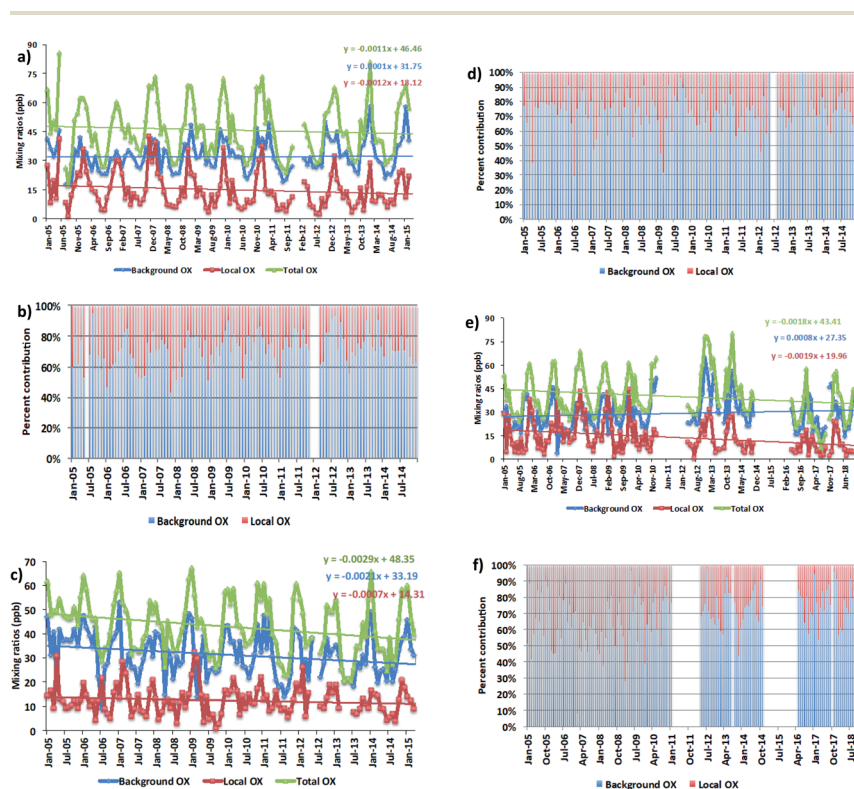 a)
y = -0.0011x + 46.46
y = 0.0001x + 31.75
y = -0.0012x + 18.12
Mixing ratios (ppb)
90
75
60
45
30
15
0
Jan-05
Jun-05
Nov-05
Apr-06
Sep-06
Feb-07
Jul-07
Dec-07
May-08
Oct-08
Mar-09
Aug-09
Jan-10
Jun-10
Nov-10
Apr-11
Sep-11
Feb-12
Jul-12
Dec-12
May-13
Oct-13
Mar-14
Aug-14
Jan-15
Background OX Local OX Total OX
b)
Percent contribution
100%
80%
60%
40%
20%
0%
Jan-05
Jul-05
Jan-06
Jul-06
Jan-07
Jul-07
Jan-08
Jul-08
Jan-09
Jul-09
Jan-10
Jul-10
Jan-11
Jul-11
Jan-12
Jul-12
Jan-13
Jul-13
Jan-14
Jul-14
Background OX Local OX
c)
y = -0.0029x + 48.35
y = -0.0021x + 33.19
y = -0.0007x + 14.31
Mixing ratios (ppb)
70
60
50
40
30
20
10
0
Jan-05
Jul-05
Jan-06
Jul-06
Jan-07
Jul-07
Jan-08
Jul-08
Jan-09
Jul-09
Jan-10
Jul-10
Jan-11
Jul-11
Jan-12
Jul-12
Jan-13
Jul-13
Jan-14
Jul-14
Jan-15
Background OX Local OX Total OX
d)
Percent contribution
100%
90%
80%
70%
60%
50%
40%
30%
20%
10%
0%
Jan-05
Jul-05
Jan-06
Jul-06
Jan-07
Jul-07
Jan-08
Jul-08
Jan-09
Jul-09
Jan-10
Jul-10
Jan-11
Jul-11
Jan-12
Jul-12
Jan-13
Jul-13
Jan-14
Jul-14
Background OX Local OX
e)
y = -0.0018x + 43.41
y = 0.0008x + 27.35
y = -0.0019x + 19.96
Mixing ratios (ppb)
90
75
60
45
30
15
0
Jan-05
Aug-05
Mar-06
Oct-06
May-07
Dec-07
Jul-08
Feb-09
Sep-09
Apr-10
Nov-10
Jun-11
Jan-12
Aug-12
Mar-13
Oct-13
May-14
Dec-14
Jul-15
Feb-16
Sep-16
Apr-17
Nov-17
Jun-18
Background OX Local OX Total OX
f)
Percent contribution
100%
90%
80%
70%
60%
50%
40%
30%
20%
10%
0%
Jan-05
Oct-05
Jul-06
Apr-07
Jan-08
Oct-08
Jul-09
Apr-10
Jan-11
Oct-11
Jul-12
Apr-13
Jan-14
Oct-14
Jul-15
Apr-16
Jan-17
Oct-17
Jul-18
Background OX Local OX